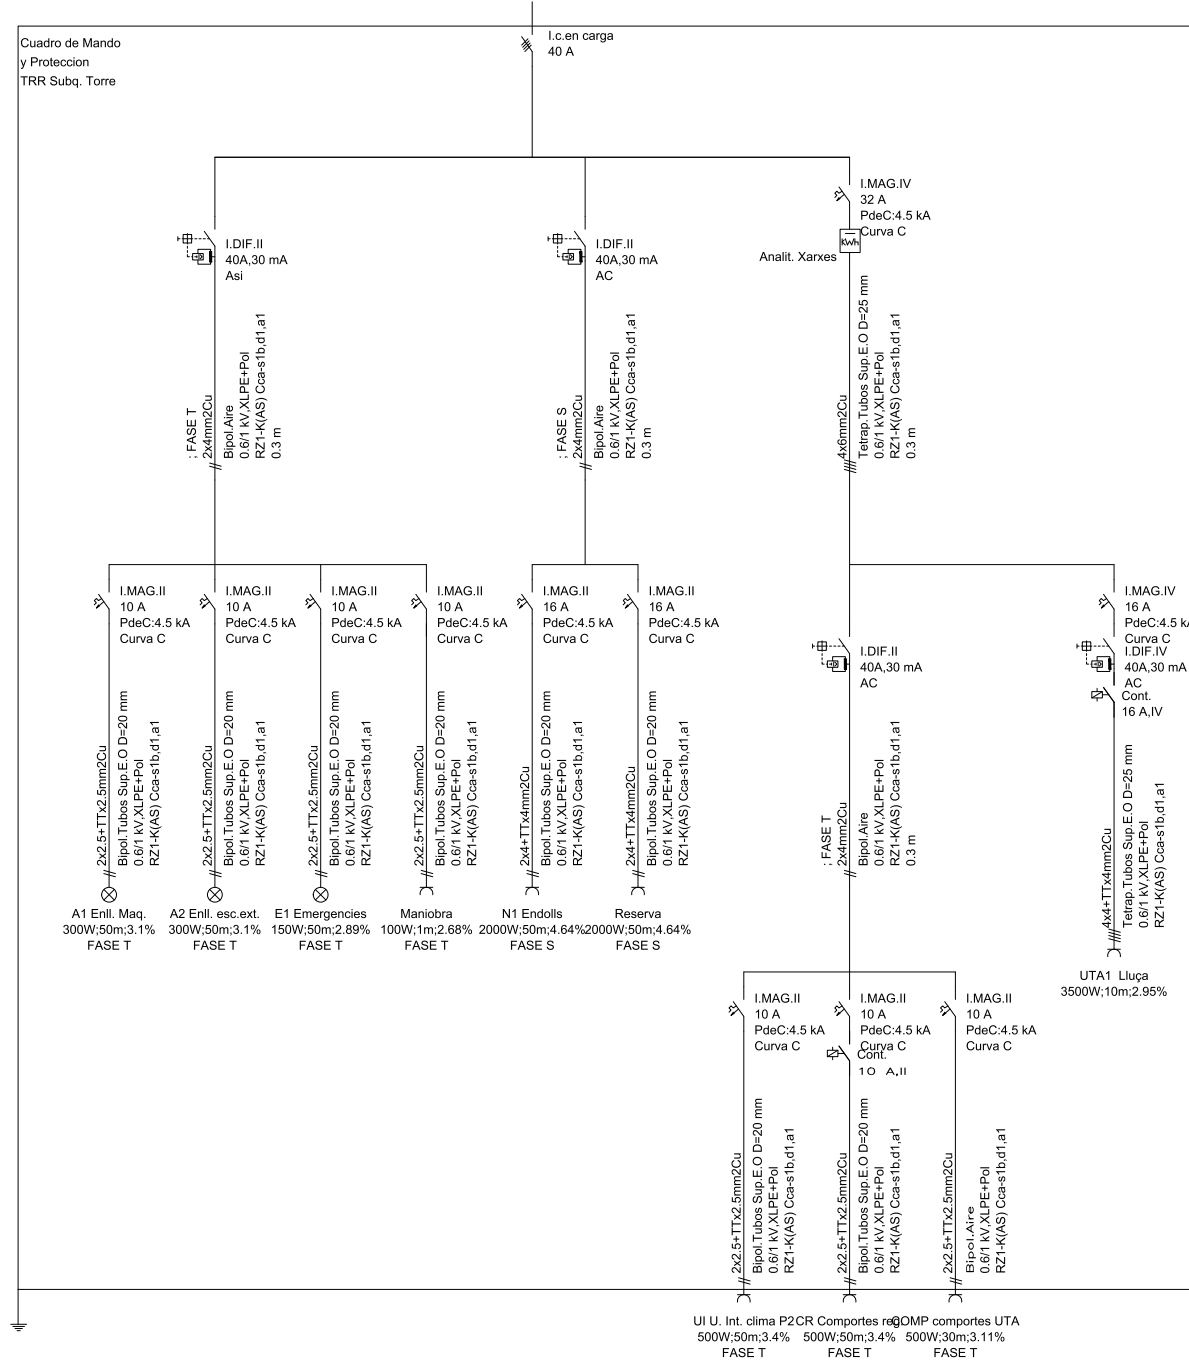 Cuadro de Mando
y Proteccion
TRR Subq. Torre
I.c.en carga
40 A
I.DIF.II
40A,30 mA
Asi
I.DIF.II
40A,30 mA
AC
I.MAG.IV
32 A
PdeC:4.5 kA
Curva C
kWh
Analit. Xarxes
; FASE T
2x4mm2Cu
Bipol.Aire
0.6/1 kV,XLPE+Pol
RZ1-K(AS) Cca-s1b,d1,a1
0.3 m
; FASE S
2x4mm2Cu
Bipol.Aire
0.6/1 kV,XLPE+Pol
RZ1-K(AS) Cca-s1b,d1,a1
0.3 m
4x6mm2Cu
Tetrap.Tubos Sup.E.O D=25 mm
0.6/1 kV,XLPE+Pol
RZ1-K(AS) Cca-s1b,d1,a1
0.3 m
I.MAG.II
10 A
PdeC:4.5 kA
Curva C
I.MAG.II
10 A
PdeC:4.5 kA
Curva C
I.MAG.II
10 A
PdeC:4.5 kA
Curva C
I.MAG.II
10 A
PdeC:4.5 kA
Curva C
I.MAG.II
16 A
PdeC:4.5 kA
Curva C
I.MAG.II
16 A
PdeC:4.5 kA
Curva C
I.DIF.II
40A,30 mA
AC
I.MAG.IV
16 A
PdeC:4.5 k
Curva C
I.DIF.IV
40A,30 mA
AC
Cont.
16 A,IV
2x2.5+TTx2.5mm2Cu
Bipol.Tubos Sup.E.O D=20 mm
0.6/1 kV,XLPE+Pol
RZ1-K(AS) Cca-s1b,d1,a1
2x2.5+TTx2.5mm2Cu
Bipol.Tubos Sup.E.O D=20 mm
0.6/1 kV,XLPE+Pol
RZ1-K(AS) Cca-s1b,d1,a1
2x2.5+TTx2.5mm2Cu
Bipol.Tubos Sup.E.O D=20 mm
0.6/1 kV,XLPE+Pol
RZ1-K(AS) Cca-s1b,d1,a1
2x2.5+TTx2.5mm2Cu
Bipol.Tubos Sup.E.O D=20 mm
0.6/1 kV,XLPE+Pol
RZ1-K(AS) Cca-s1b,d1,a1
2x4+TTx4mm2Cu
Bipol.Tubos Sup.E.O D=20 mm
0.6/1 kV,XLPE+Pol
RZ1-K(AS) Cca-s1b,d1,a1
2x4+TTx4mm2Cu
Bipol.Tubos Sup.E.O D=20 mm
0.6/1 kV,XLPE+Pol
RZ1-K(AS) Cca-s1b,d1,a1
; FASE T
2x4mm2Cu
Bipol.Aire
0.6/1 kV,XLPE+Pol
RZ1-K(AS) Cca-s1b,d1,a1
0.3 m
4x4+TTx4mm2Cu
Tetrap.Tubos Sup.E.O D=25 mm
0.6/1 kV,XLPE+Pol
RZ1-K(AS) Cca-s1b,d1,a1
A1 Enll. Maq.
300W;50m;3.1%
FASE T
A2 Enll. esc.ext.
300W;50m;3.1%
FASE T
E1 Emergencies
150W;50m;2.89%
FASE T
Maniobra
100W;1m;2.68%
FASE T
N1 Endolls
2000W;50m;4.64%
FASE S
Reserva
2000W;50m;4.64%
FASE S
UTA1 Lluça
3500W;10m;2.95%
I.MAG.II
10 A
PdeC:4.5 kA
Curva C
I.MAG.II
10 A
PdeC:4.5 kA
Curva C
Cont.
10 A,II
I.MAG.II
10 A
PdeC:4.5 kA
Curva C
2x2.5+TTx2.5mm2Cu
Bipol.Tubos Sup.E.O D=20 mm
0.6/1 kV,XLPE+Pol
RZ1-K(AS) Cca-s1b,d1,a1
2x2.5+TTx2.5mm2Cu
Bipol.Tubos Sup.E.O D=20 mm
0.6/1 kV,XLPE+Pol
RZ1-K(AS) Cca-s1b,d1,a1
2x2.5+TTx2.5mm2Cu
Bipol.Aire
0.6/1 kV,XLPE+Pol
RZ1-K(AS) Cca-s1b,d1,a1
UI U. Int. clima P2
500W;50m;3.4%
FASE T
CR Comportes
500W;50m;3.4%
FASE T
COMP comportes UTA
500W;30m;3.11%
FASE T